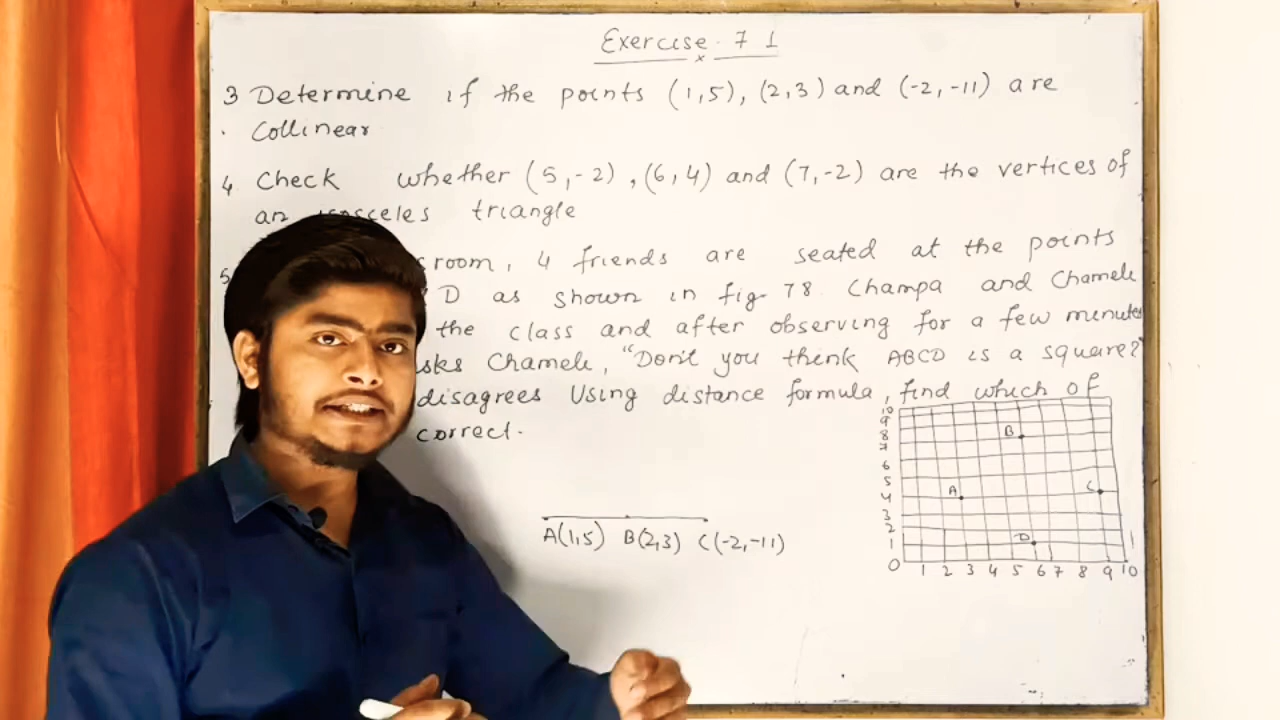 Exercise. 7 1
x
3 Determine if the points (1,5), (2,3) and (-2,-11) are
. Collinear
4 Check whether (5,-2), (6,4) and (7,-2) are the vertices of
an isosceles triangle
5 room, 4 friends are seated at the points
D as shown in fig 7 8. Champa and Chameli
the class and after observing for a few minutes
sks Chameli, "Don't you think ABCD is a square?
disagrees Using distance formula, find which of
correct.
10
9
8 B
7
6
5
4 A C
3
2
1 D
0 1 2 3 4 5 6 7 8 9 10
A(1,5) B(2,3) C(-2,-11)